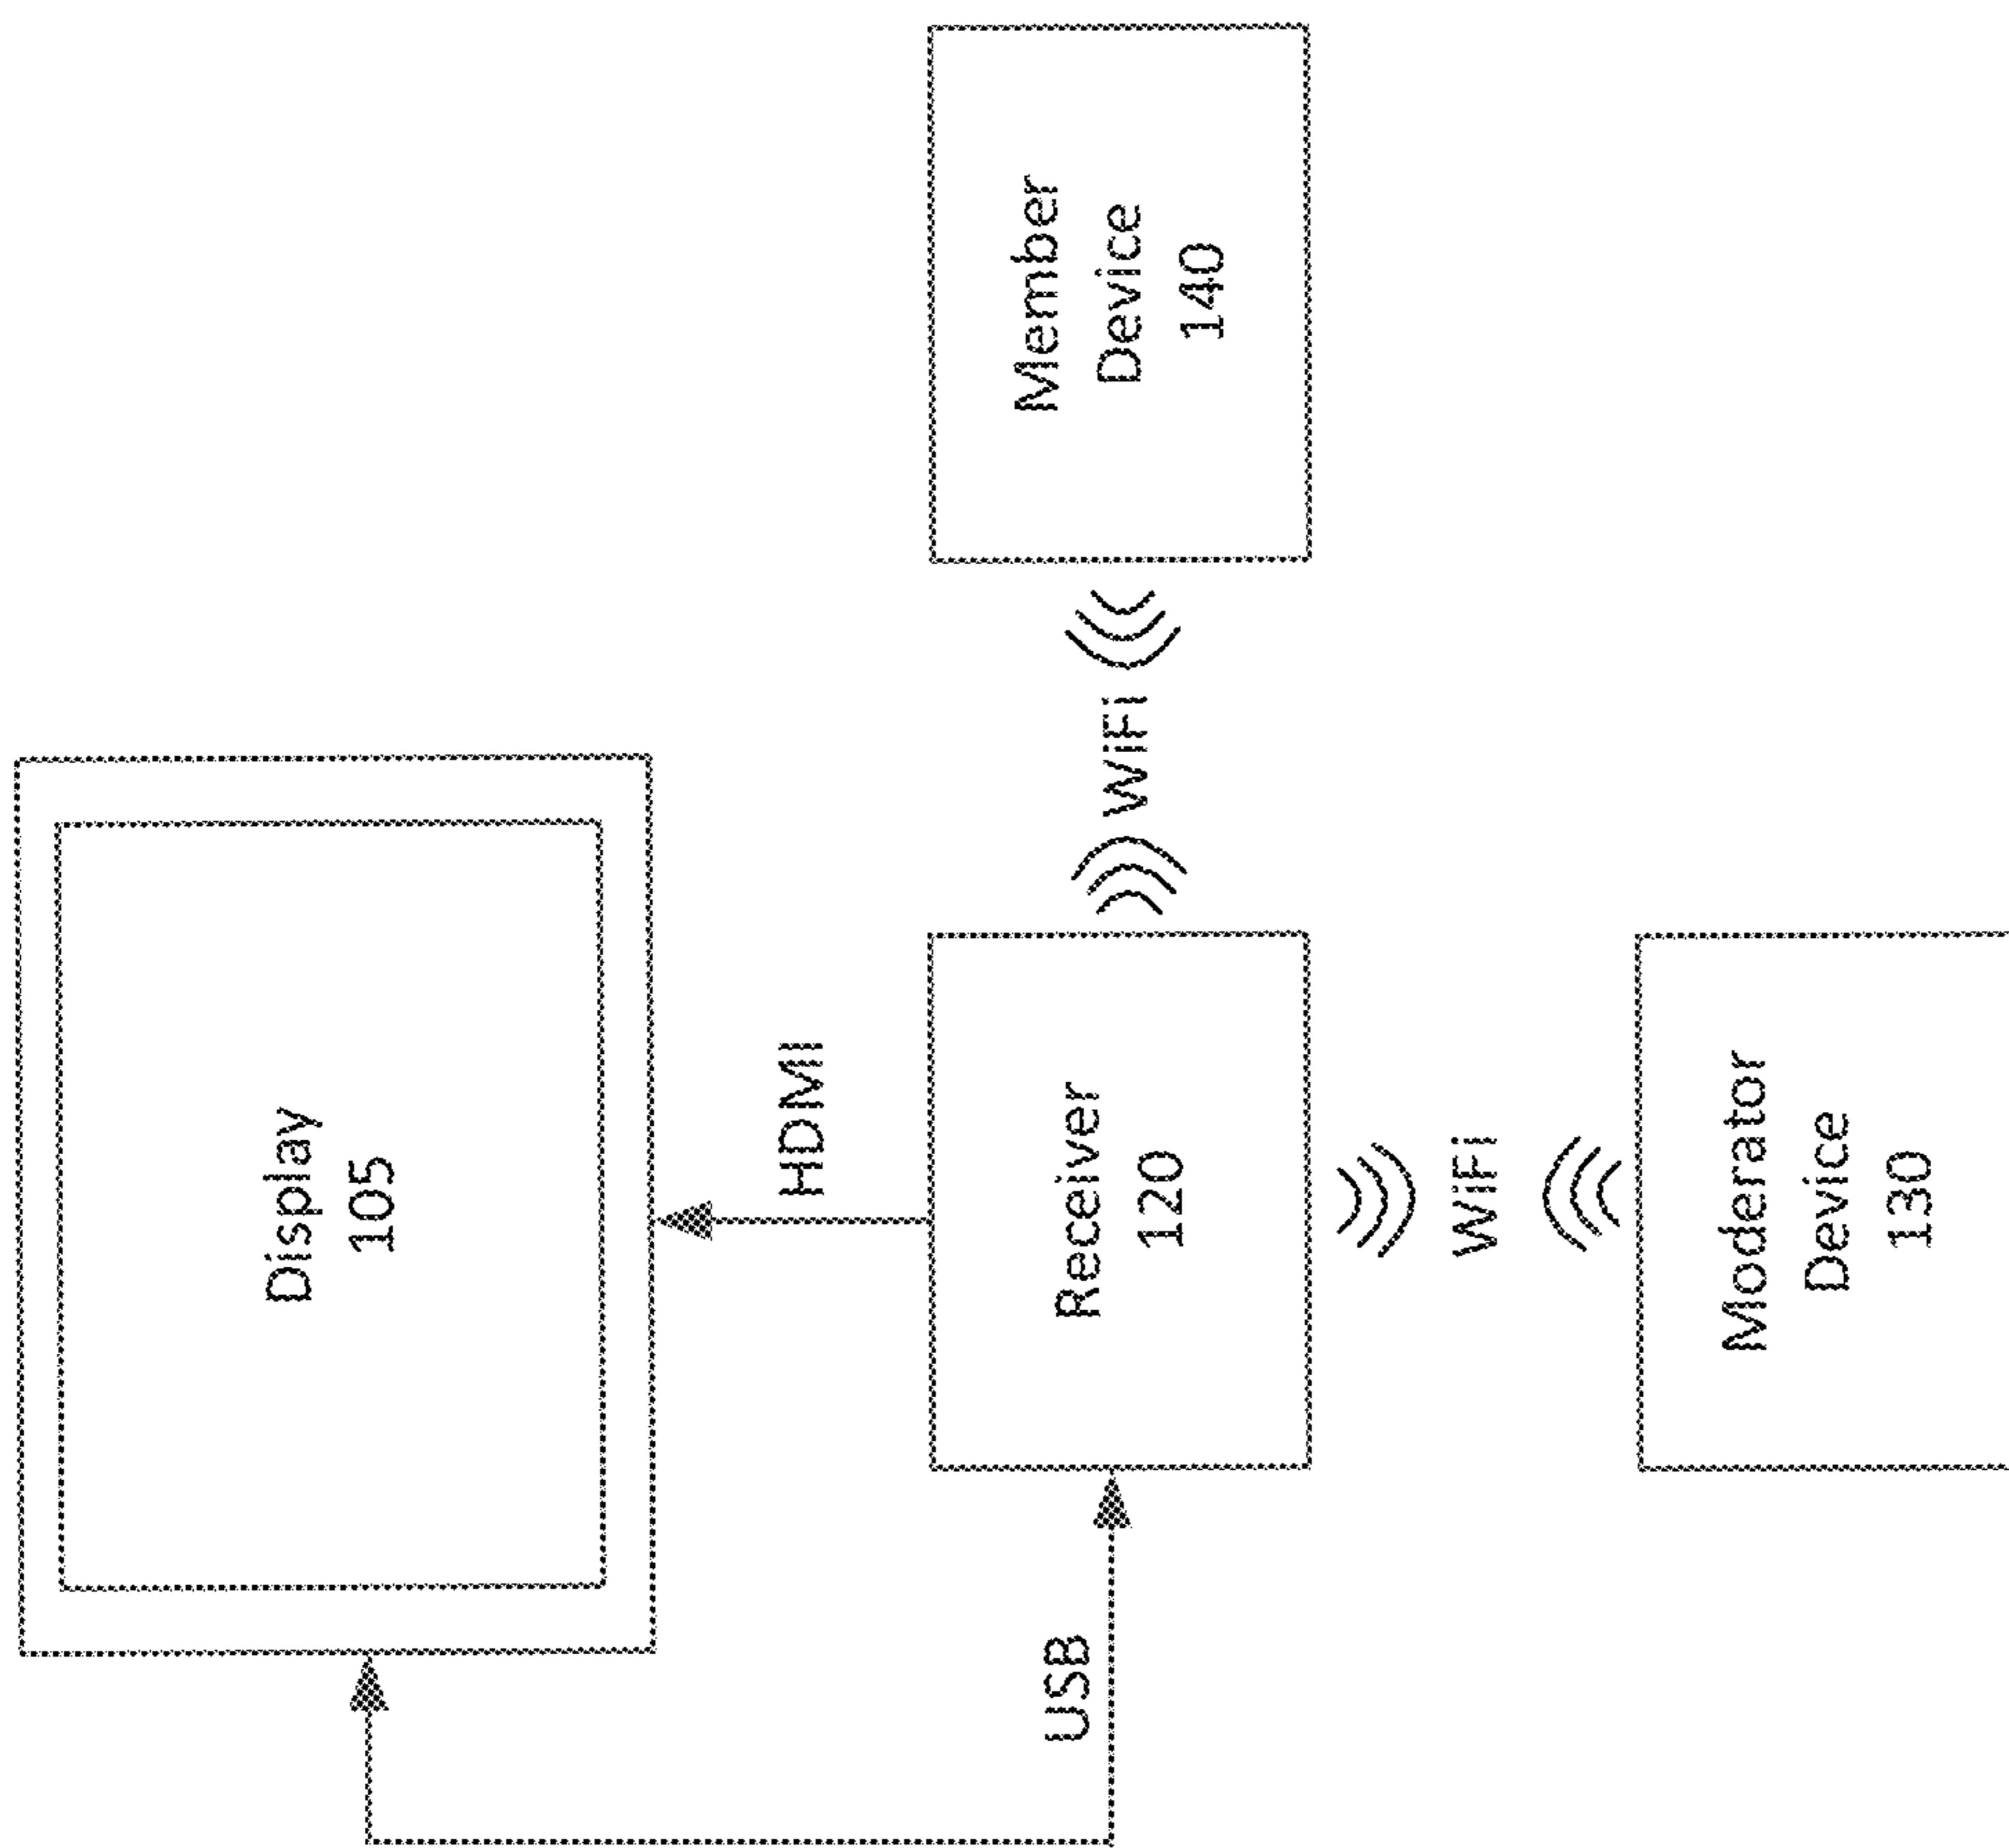 Display
105
HDMI
USB
Receiver
120
WiFi
Member
Device
140
WiFi
Moderator
Device
130